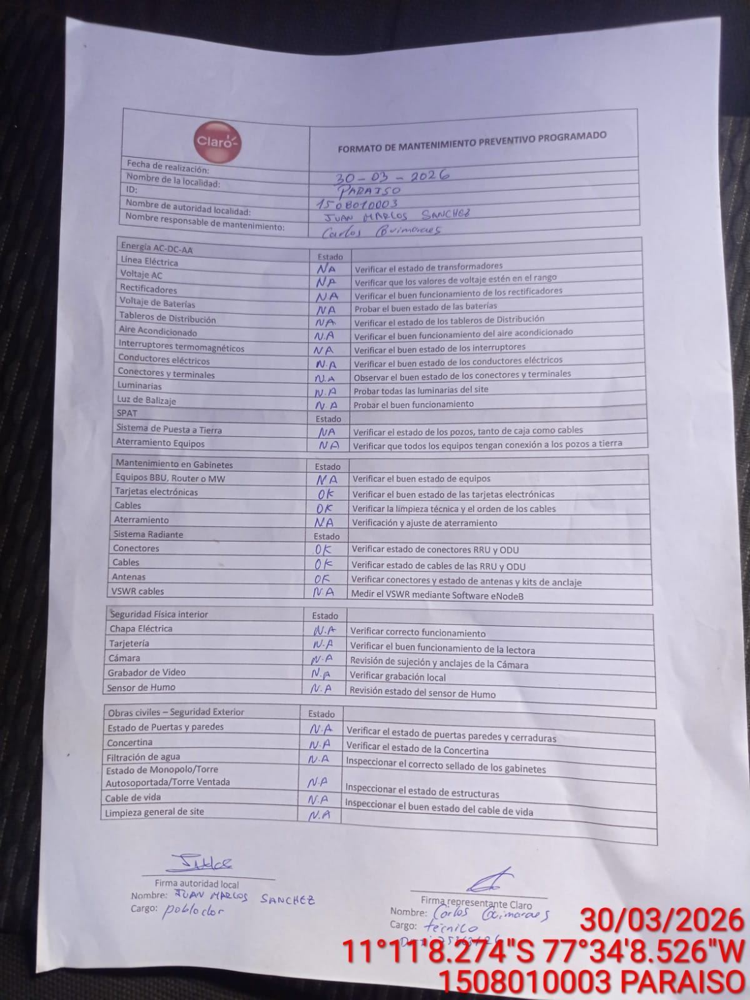 Claro
FORMATO DE MANTENIMIENTO PREVENTIVO PROGRAMADO
Fecha de realización: 30-03-2026
Nombre de la localidad: PARAISO
ID: 1508010003
Nombre de autoridad localidad: JUAN MARCOS SANCHEZ
Nombre responsable de mantenimiento: Carlos Guimaraes
Energía AC-DC-AA Estado
Línea Eléctrica NA Verificar el estado de transformadores
Voltaje AC NA Verificar que los valores de voltaje estén en el rango
Rectificadores NA Verificar el buen funcionamiento de los rectificadores
Voltaje de Baterías NA Probar el buen estado de las baterías
Tableros de Distribución NA Verificar el estado de los tableros de Distribución
Aire Acondicionado N.A Verificar el buen funcionamiento del aire acondicionado
Interruptores termomagnéticos NA Verificar el buen estado de los interruptores
Conductores eléctricos N.A Verificar el buen estado de los conductores eléctricos
Conectores y terminales N.A Observar el buen estado de los conectores y terminales
Luminarias N.A Probar todas las luminarias del site
Luz de Balizaje N.A Probar el buen funcionamiento
SPAT Estado
Sistema de Puesta a Tierra NA Verificar el estado de los pozos, tanto de caja como cables
Aterramiento Equipos NA Verificar que todos los equipos tengan conexión a los pozos a tierra
Mantenimiento en Gabinetes Estado
Equipos BBU, Router o MW NA Verificar el buen estado de equipos
Tarjetas electrónicas OK Verificar el buen estado de las tarjetas electrónicas
Cables OK Verificar la limpieza técnica y el orden de los cables
Aterramiento NA Verificación y ajuste de aterramiento
Sistema Radiante Estado
Conectores OK Verificar estado de conectores RRU y ODU
Cables OK Verificar estado de cables de las RRU y ODU
Antenas OK Verificar conectores y estado de antenas y kits de anclaje
VSWR cables N.A Medir el VSWR mediante Software eNodeB
Seguridad Física interior Estado
Chapa Eléctrica N.A Verificar correcto funcionamiento
Tarjetería N.A Verificar el buen funcionamiento de la lectora
Cámara N.A Revisión de sujeción y anclajes de la Cámara
Grabador de Video N.A Verificar grabación local
Sensor de Humo N.A Revisión estado del sensor de Humo
Obras civiles – Seguridad Exterior Estado
Estado de Puertas y paredes N.A Verificar el estado de puertas paredes y cerraduras
Concertina N.A Verificar el estado de la Concertina
Filtración de agua N.A Inspeccionar el correcto sellado de los gabinetes
Estado de Monopolo/Torre
Autosoportada/Torre Ventada N.A Inspeccionar el estado de estructuras
Cable de vida N.A Inspeccionar el buen estado del cable de vida
Limpieza general de site N.A
Firma autoridad local
Nombre: JUAN MARCOS SANCHEZ
Cargo: poblador
Firma representante Claro
Nombre: Carlos Guimaraes
Cargo: técnico
30/03/2026
11°11'8.274"S 77°34'8.526"W
1508010003 PARAISO